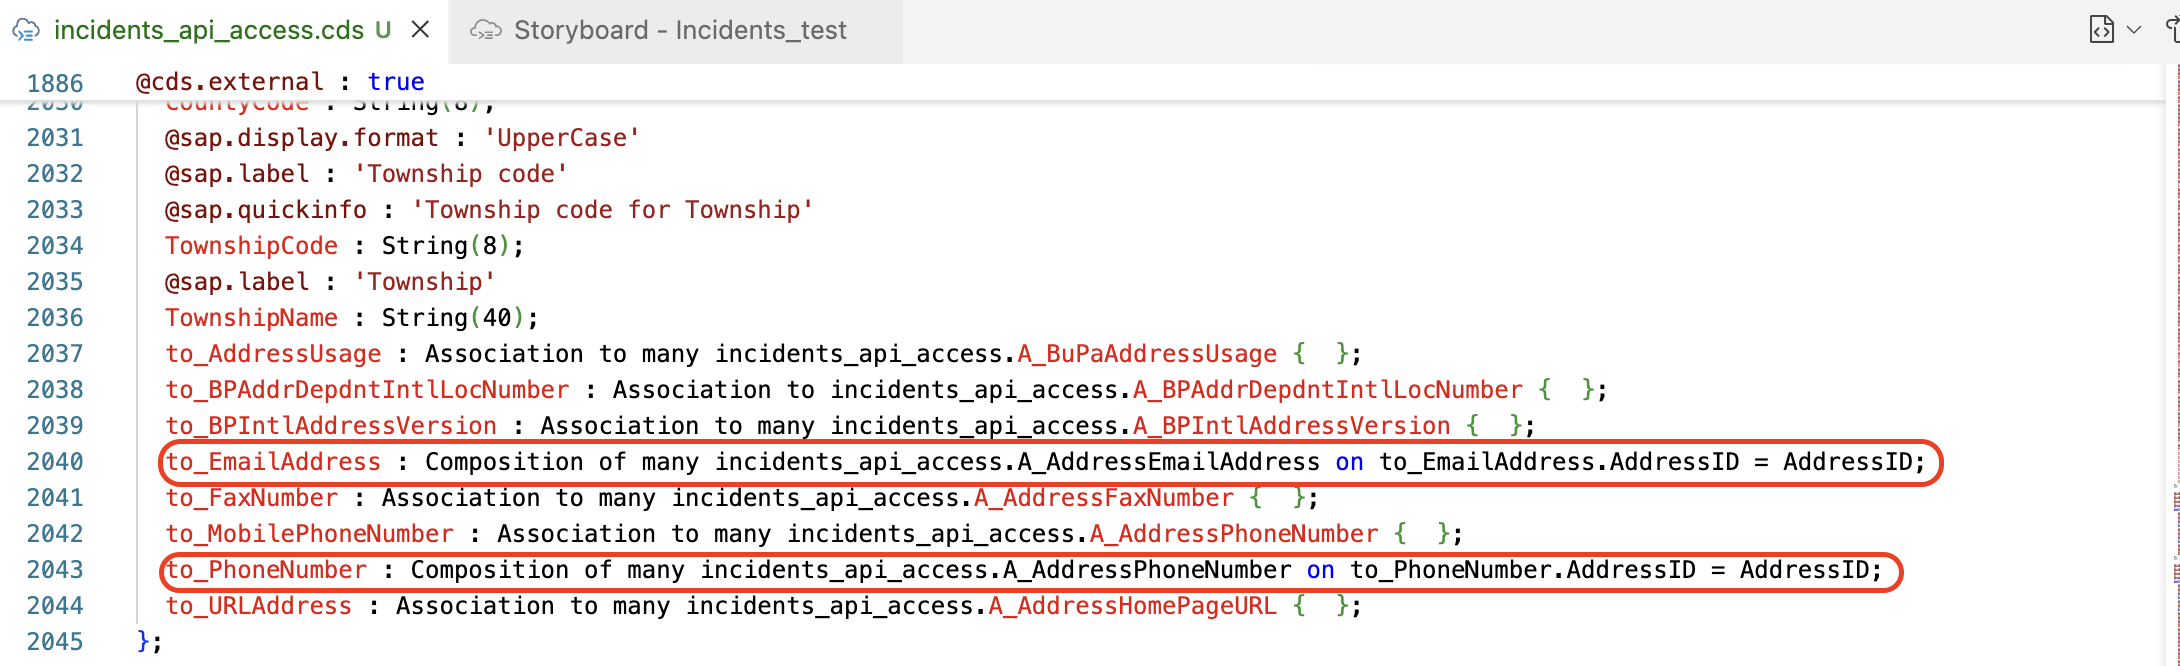 incidents_api_access.cds U
Storyboard - Incidents_test
1886 @cds.external : true
2030 CountyCode : String(8);
2031 @sap.display.format : 'UpperCase'
2032 @sap.label : 'Township code'
2033 @sap.quickinfo : 'Township code for Township'
2034 TownshipCode : String(8);
2035 @sap.label : 'Township'
2036 TownshipName : String(40);
2037 to_AddressUsage : Association to many incidents_api_access.A_BuPaAddressUsage {  };
2038 to_BPAddrDepdntIntlLocNumber : Association to incidents_api_access.A_BPAddrDepdntIntlLocNumber {  };
2039 to_BPIntlAddressVersion : Association to many incidents_api_access.A_BPIntlAddressVersion {  };
2040 to_EmailAddress : Composition of many incidents_api_access.A_AddressEmailAddress on to_EmailAddress.AddressID = AddressID;
2041 to_FaxNumber : Association to many incidents_api_access.A_AddressFaxNumber {  };
2042 to_MobilePhoneNumber : Association to many incidents_api_access.A_AddressPhoneNumber {  };
2043 to_PhoneNumber : Composition of many incidents_api_access.A_AddressPhoneNumber on to_PhoneNumber.AddressID = AddressID;
2044 to_URLAddress : Association to many incidents_api_access.A_AddressHomePageURL {  };
2045 };